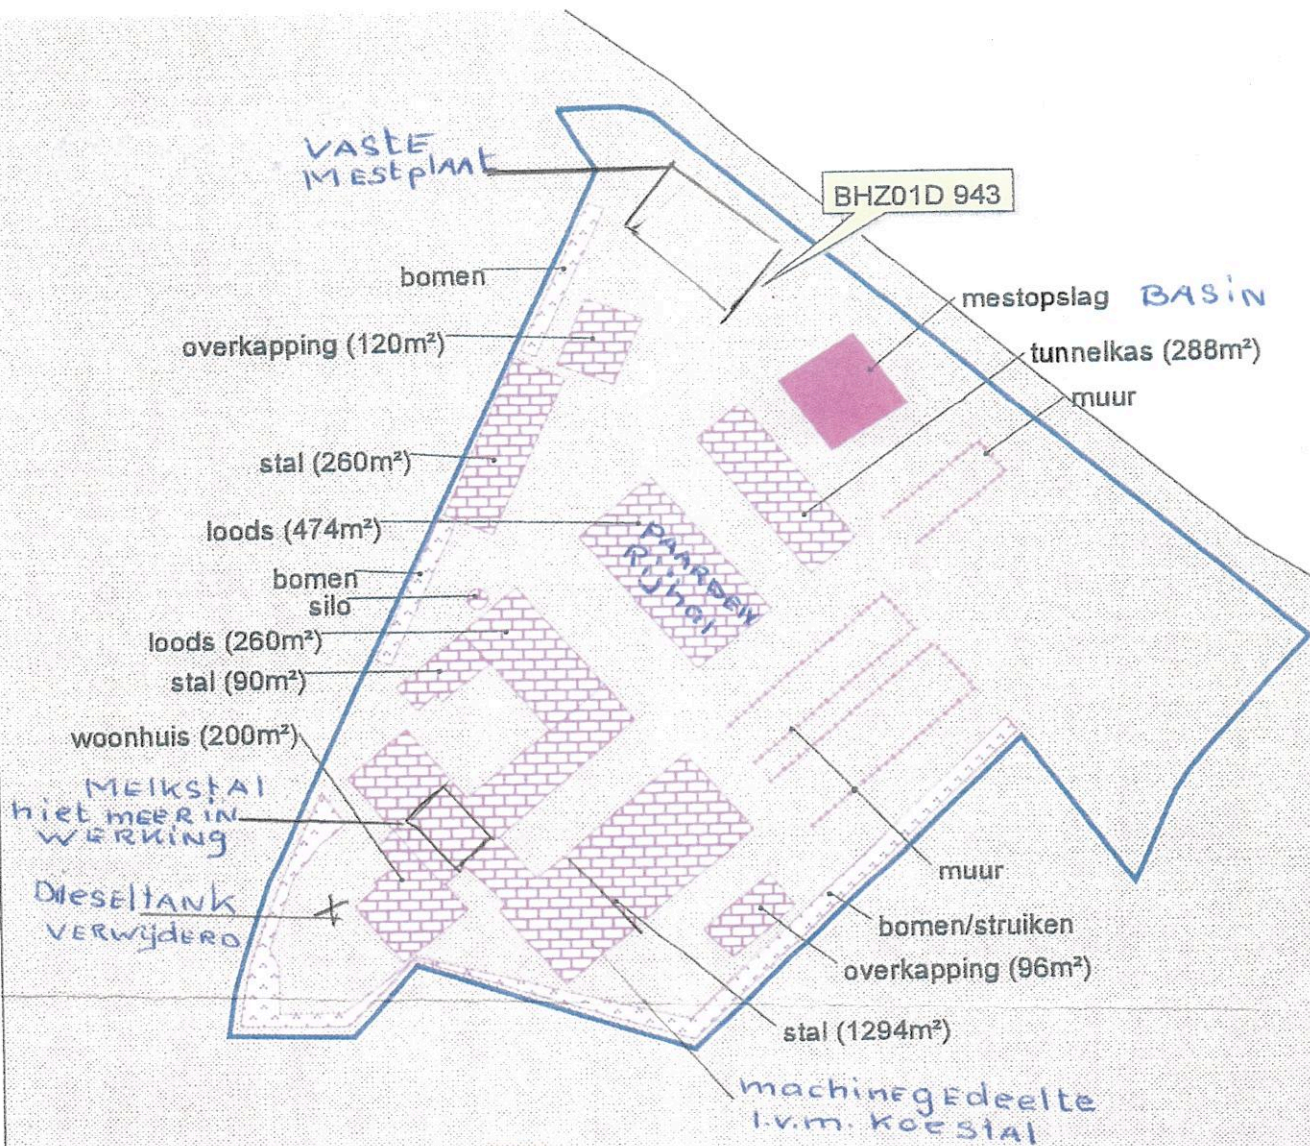 VASTE
MEStplAAt
BHZ01D 943
bomen
mestopslag BASiN
overkapping (120m²)
tunnelkas (288m²)
muur
stal (260m²)
loods (474m²)
PAARDEN
Rijhal
bomen
silo
loods (260m²)
stal (90m²)
woonhuis (200m²)
MElKStAl
niet mEER iN
WERKiNg
muur
DiesEltANK
VERWijdERD
bomen/struiken
overkapping (96m²)
stal (1294m²)
machinEgEdeelte
i.v.m. KOEStAl